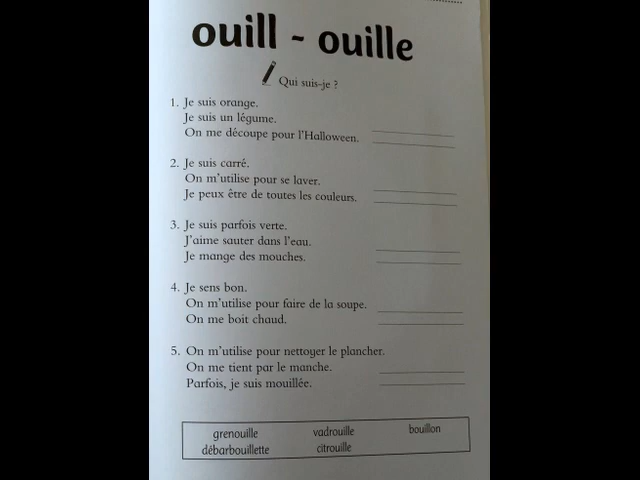 ouill - ouille
Qui suis-je ?
1. Je suis orange.
Je suis un légume.
On me découpe pour l'Halloween.
2. Je suis carré.
On m'utilise pour se laver.
Je peux être de toutes les couleurs.
3. Je suis parfois verte.
J'aime sauter dans l'eau.
Je mange des mouches.
4. Je sens bon.
On m'utilise pour faire de la soupe.
On me boit chaud.
5. On m'utilise pour nettoyer le plancher.
On me tient par le manche.
Parfois, je suis mouillée.
grenouille vadrouille bouillon
débarbouillette citrouille